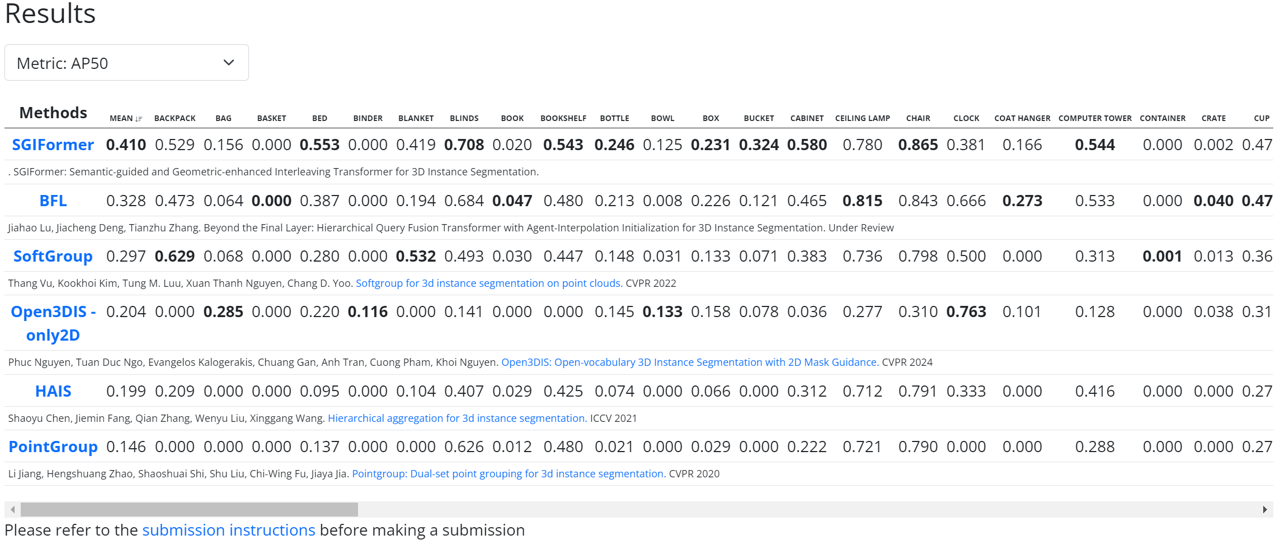 Results
Metric: AP50
Methods MEAN BACKPACK BAG BASKET BED BINDER BLANKET BLINDS BOOK BOOKSHELF BOTTLE BOWL BOX BUCKET CABINET CEILING LAMP CHAIR CLOCK COAT HANGER COMPUTER TOWER CONTAINER CRATE CUP
SGIFormer 0.410 0.529 0.156 0.000 0.553 0.000 0.419 0.708 0.020 0.543 0.246 0.125 0.231 0.324 0.580 0.780 0.865 0.381 0.166 0.544 0.000 0.002 0.47
. SGIFormer: Semantic-guided and Geometric-enhanced Interleaving Transformer for 3D Instance Segmentation.
BFL 0.328 0.473 0.064 0.000 0.387 0.000 0.194 0.684 0.047 0.480 0.213 0.008 0.226 0.121 0.465 0.815 0.843 0.666 0.273 0.533 0.000 0.040 0.47
Jiahao Lu, Jiacheng Deng, Tianzhu Zhang. Beyond the Final Layer: Hierarchical Query Fusion Transformer with Agent-Interpolation Initialization for 3D Instance Segmentation. Under Review
SoftGroup 0.297 0.629 0.068 0.000 0.280 0.000 0.532 0.493 0.030 0.447 0.148 0.031 0.133 0.071 0.383 0.736 0.798 0.500 0.000 0.313 0.001 0.013 0.36
Thang Vu, Kookhoi Kim, Tung M. Luu, Xuan Thanh Nguyen, Chang D. Yoo. Softgroup for 3d instance segmentation on point clouds. CVPR 2022
Open3DIS - 0.204 0.000 0.285 0.000 0.220 0.116 0.000 0.141 0.000 0.000 0.145 0.133 0.158 0.078 0.036 0.277 0.310 0.763 0.101 0.128 0.000 0.038 0.31
only2D
Phuc Nguyen, Tuan Duc Ngo, Evangelos Kalogerakis, Chuang Gan, Anh Tran, Cuong Pham, Khoi Nguyen. Open3DIS: Open-vocabulary 3D Instance Segmentation with 2D Mask Guidance. CVPR 2024
HAIS 0.199 0.209 0.000 0.000 0.095 0.000 0.104 0.407 0.029 0.425 0.074 0.000 0.066 0.000 0.312 0.712 0.791 0.333 0.000 0.416 0.000 0.000 0.27
Shaoyu Chen, Jiemin Fang, Qian Zhang, Wenyu Liu, Xinggang Wang. Hierarchical aggregation for 3d instance segmentation. ICCV 2021
PointGroup 0.146 0.000 0.000 0.000 0.137 0.000 0.000 0.626 0.012 0.480 0.021 0.000 0.029 0.000 0.222 0.721 0.790 0.000 0.000 0.288 0.000 0.000 0.27
Li Jiang, Hengshuang Zhao, Shaoshuai Shi, Shu Liu, Chi-Wing Fu, Jiaya Jia. Pointgroup: Dual-set point grouping for 3d instance segmentation. CVPR 2020
Please refer to the submission instructions before making a submission